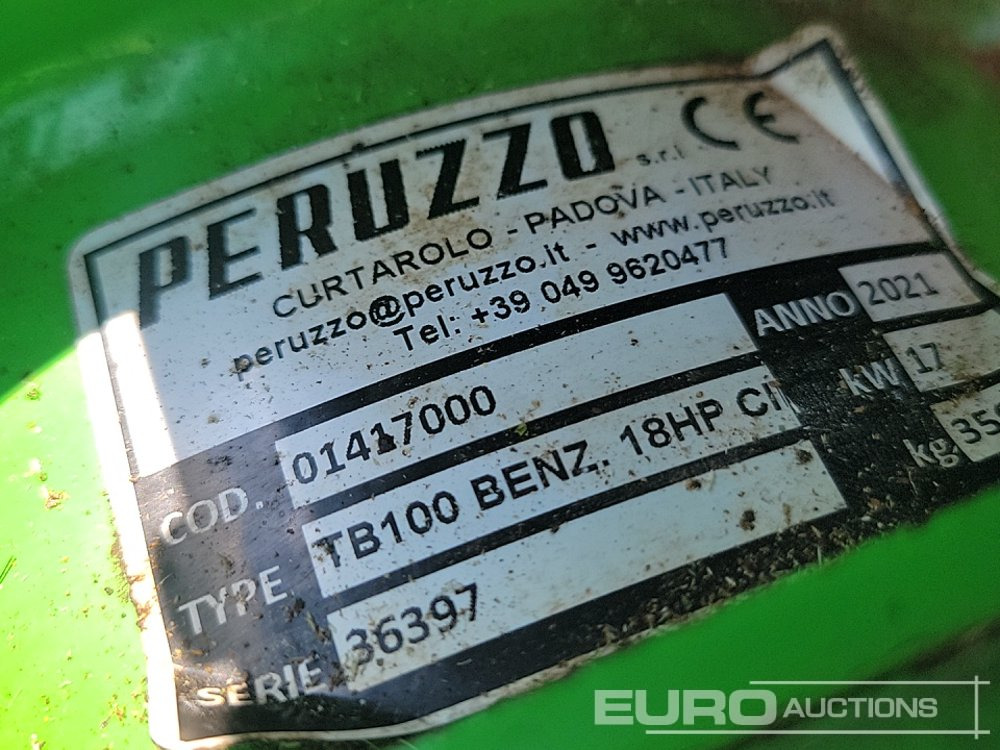 PERUZZO s.r.l CE
CURTAROLO - PADOVA - ITALY
peruzzo@peruzzo.it - www.peruzzo.it
Tel: +39 049 9620477
ANNO 2021
COD. 01417000
kW 17
TYPE TB100 BENZ. 18HP
kg
SERIE 36397
EURO AUCTIONS